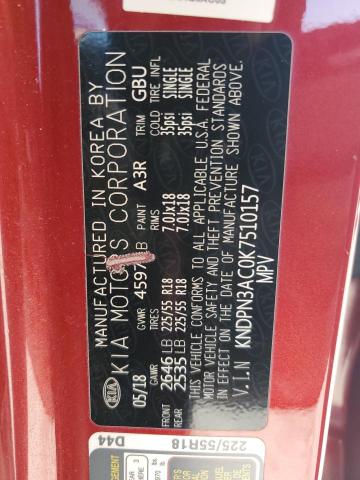 MANUFACTURED IN KOREA BY
KIA MOTORS CORPORATION
KIA
05/18 GVWR 4597 LB PAINT A3R TRIM GBU
GAWR RIMS COLD TIRE INFL
FRONT 2646 LB 225/55 R18 7.0Jx18 35psi SINGLE
REAR 2535 LB 225/55 R18 7.0Jx18 35psi SINGLE
THIS VEHICLE CONFORMS TO ALL APPLICABLE U.S.A. FEDERAL
MOTOR VEHICLE SAFETY AND THEFT PREVENTION STANDARDS
IN EFFECT ON THE DATE OF MANUFACTURE SHOWN ABOVE.
V.I.N KNDPN3AC0K7510157
MPV
D44 225/55R18